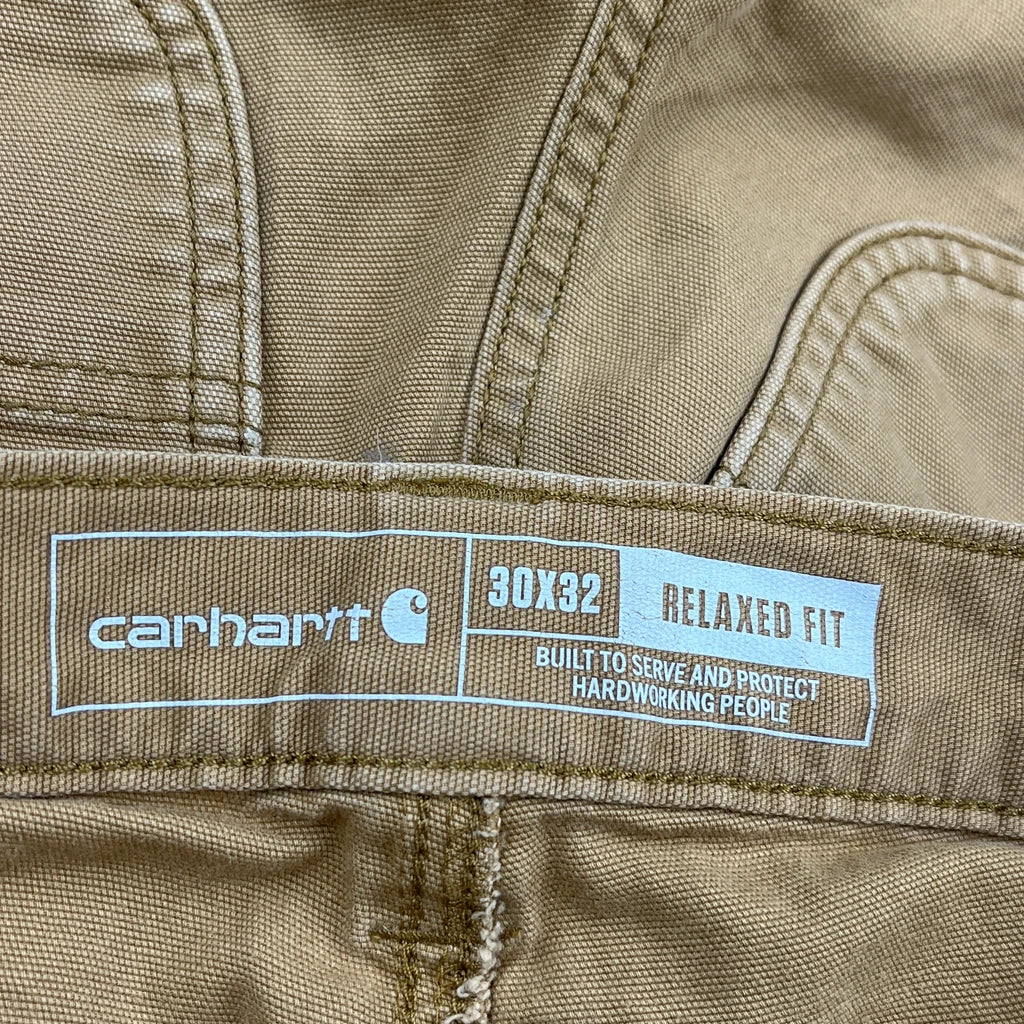 carhartt
30X32
RELAXED FIT
BUILT TO SERVE AND PROTECT
HARDWORKING PEOPLE